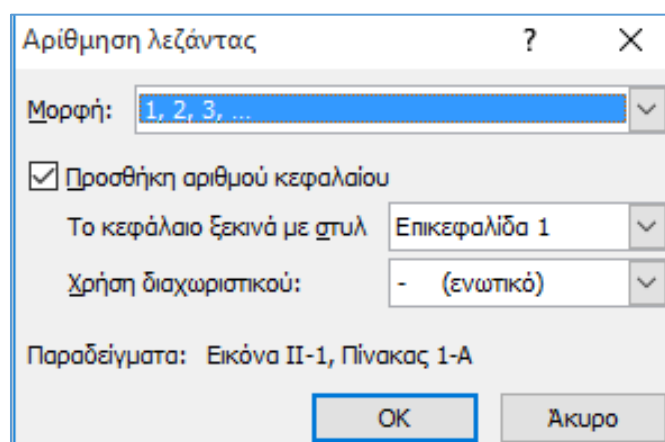 Αρίθμηση λεζάντας ? ×
Μορφή: 1, 2, 3, ...
Προσθήκη αριθμού κεφαλαίου
Το κεφάλαιο ξεκινά με στυλ Επικεφαλίδα 1
Χρήση διαχωριστικού: - (ενωτικό)
Παραδείγματα: Εικόνα II-1, Πίνακας 1-A
OK Άκυρο